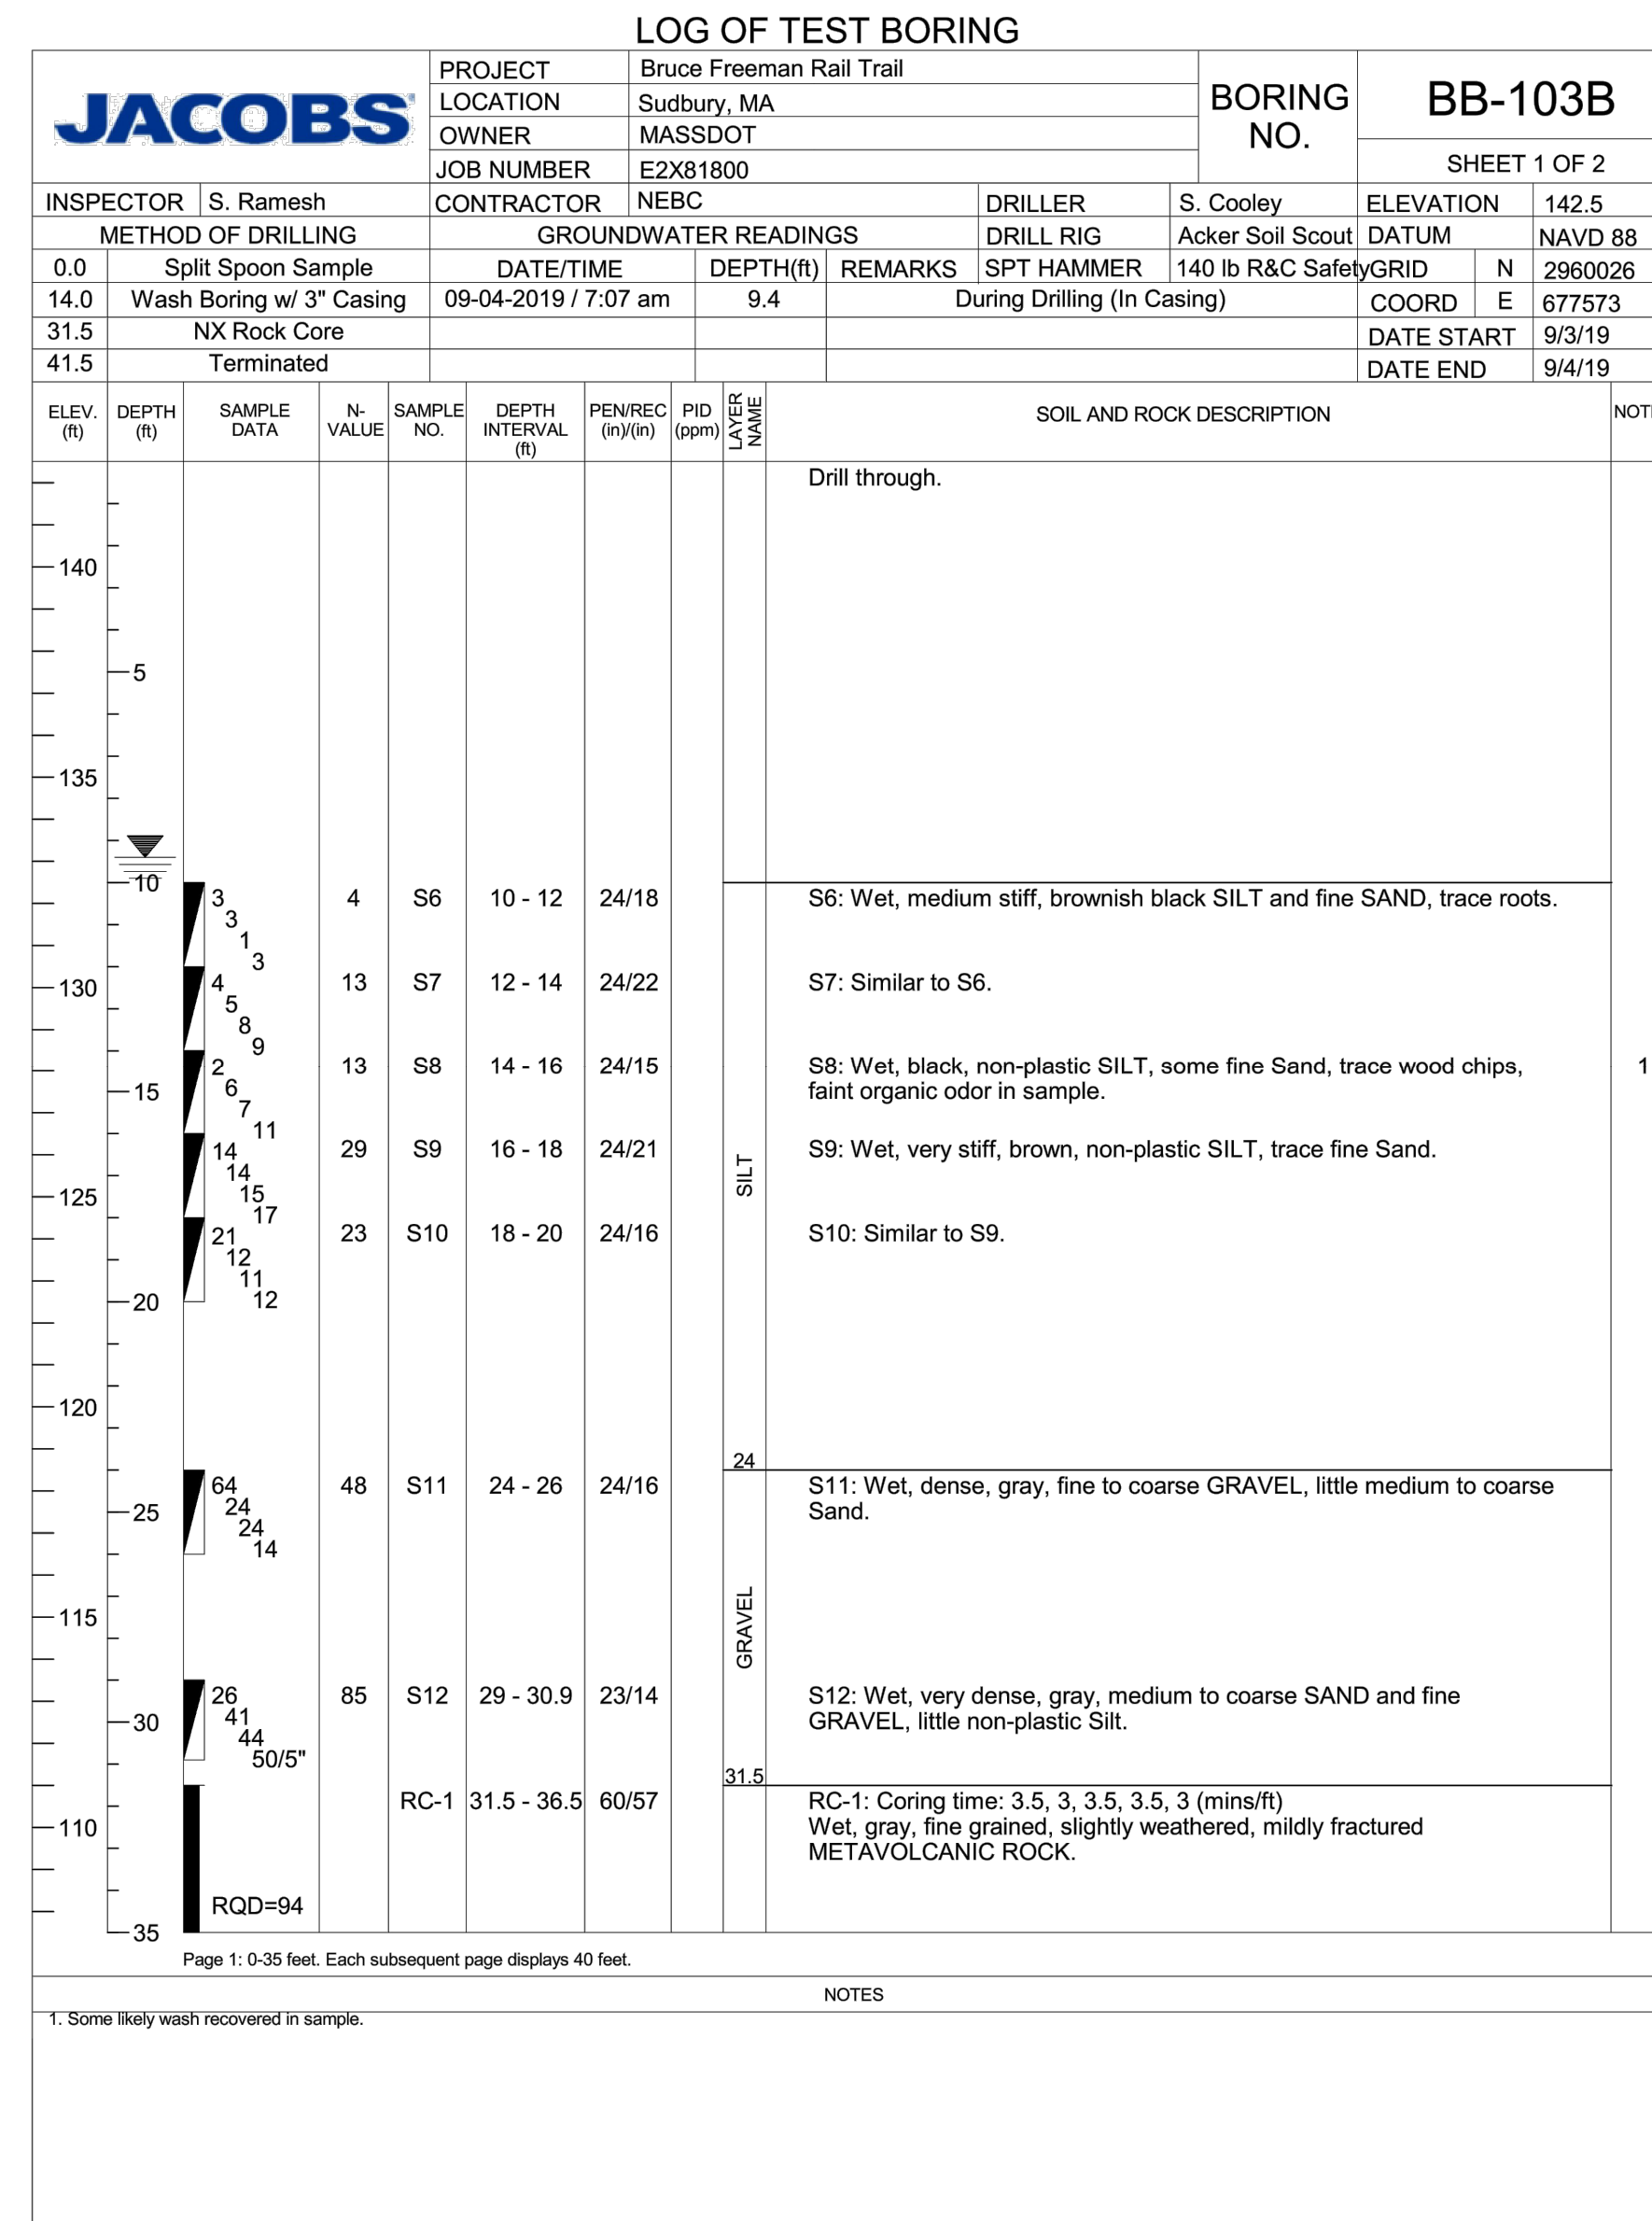 LOG OF TEST BORING
JACOBS
PROJECT Bruce Freeman Rail Trail
LOCATION Sudbury, MA
OWNER MASSDOT
JOB NUMBER E2X81800
BORING NO.
BB-103B
SHEET 1 OF 2
INSPECTOR S. Ramesh CONTRACTOR NEBC DRILLER S. Cooley ELEVATION 142.5
METHOD OF DRILLING GROUNDWATER READINGS DRILL RIG Acker Soil Scout DATUM NAVD 88
0.0 Split Spoon Sample DATE/TIME DEPTH(ft) REMARKS SPT HAMMER 140 lb R&C Safety GRID N 2960026
14.0 Wash Boring w/ 3" Casing 09-04-2019 / 7:07 am 9.4 During Drilling (In Casing) COORD E 677573
31.5 NX Rock Core DATE START 9/3/19
41.5 Terminated DATE END 9/4/19
ELEV. (ft) DEPTH (ft) SAMPLE DATA N-VALUE SAMPLE NO. DEPTH INTERVAL (ft) PEN/REC (in)/(in) PID (ppm) LAYER NAME SOIL AND ROCK DESCRIPTION NOT
Drill through.
140
5
135
10
3 3 1 3 4 S6 10 - 12 24/18 S6: Wet, medium stiff, brownish black SILT and fine SAND, trace roots.
130
4 5 8 9 13 S7 12 - 14 24/22 S7: Similar to S6.
2 6 7 11 13 S8 14 - 16 24/15 S8: Wet, black, non-plastic SILT, some fine Sand, trace wood chips, 1
faint organic odor in sample.
15
14 14 15 17 29 S9 16 - 18 24/21 S9: Wet, very stiff, brown, non-plastic SILT, trace fine Sand.
SILT
125
21 12 11 12 23 S10 18 - 20 24/16 S10: Similar to S9.
20
120
24
64 24 24 14 48 S11 24 - 26 24/16 S11: Wet, dense, gray, fine to coarse GRAVEL, little medium to coarse
Sand.
25
115
GRAVEL
26 41 44 50/5" 85 S12 29 - 30.9 23/14 S12: Wet, very dense, gray, medium to coarse SAND and fine
GRAVEL, little non-plastic Silt.
30
31.5
RC-1 31.5 - 36.5 60/57 RC-1: Coring time: 3.5, 3, 3.5, 3.5, 3 (mins/ft)
110 Wet, gray, fine grained, slightly weathered, mildly fractured
METAVOLCANIC ROCK.
RQD=94
35
Page 1: 0-35 feet. Each subsequent page displays 40 feet.
NOTES
1. Some likely wash recovered in sample.